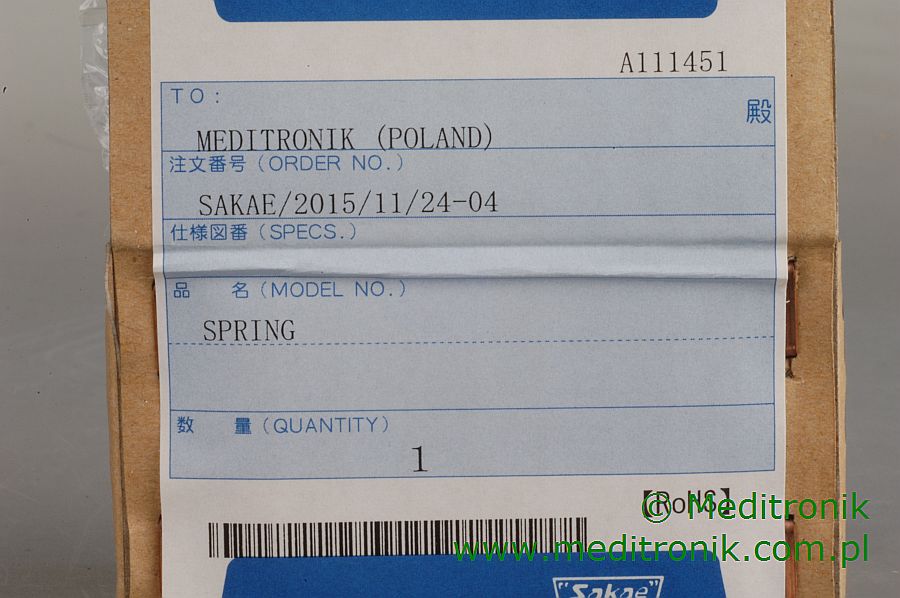 A111451
TO:
殿
MEDITRONIK (POLAND)
注文番号(ORDER NO.)
SAKAE/2015/11/24-04
仕様図番(SPECS.)
品 名(MODEL NO.)
SPRING
数 量(QUANTITY)
1
【RoHS】
© Meditronik
www.meditronik.com.pl
"Sakae"